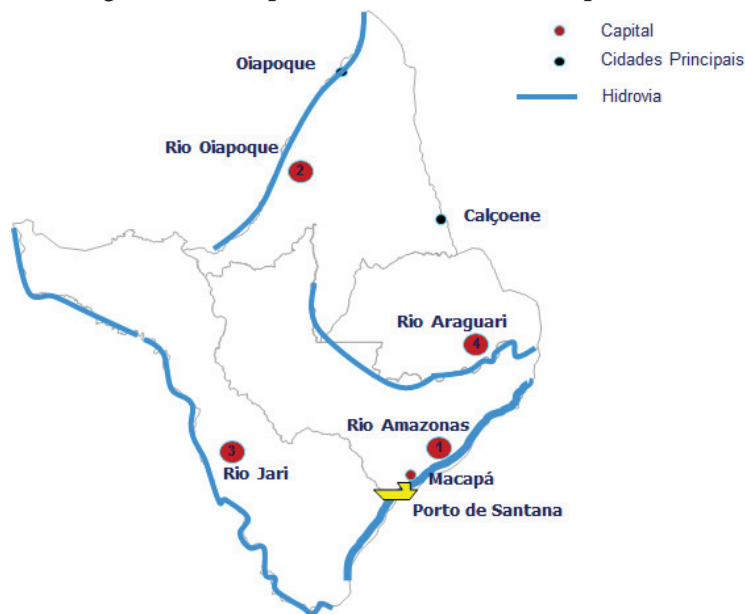 Capital
Cidades Principais
Hidrovia
Oiapoque
Rio Oiapoque
2
Calçoene
Rio Araguari
4
Rio Amazonas
1
3
Rio Jari
Macapá
Porto de Santana